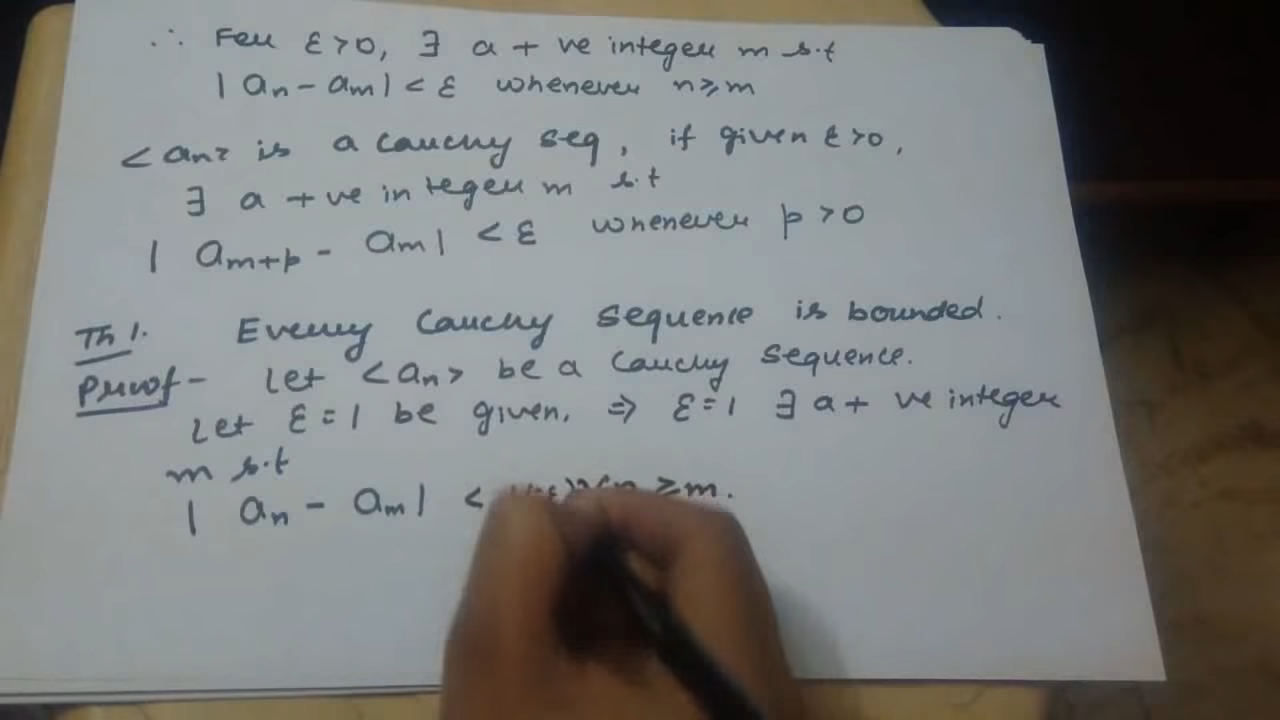 ∴ For ε>0, ∃ a +ve integer m s.t
|an - am| < ε whenever n≥m
<an> is a Cauchy seq, if given ε>0,
∃ a +ve integer m s.t
| am+p - am| < ε whenever p>0
Th 1. Every Cauchy sequence is bounded.
Proof- Let <an> be a Cauchy sequence.
Let ε=1 be given. ⇒ ε=1 ∃ a +ve integer
m s.t
| an - am| < ≥m.